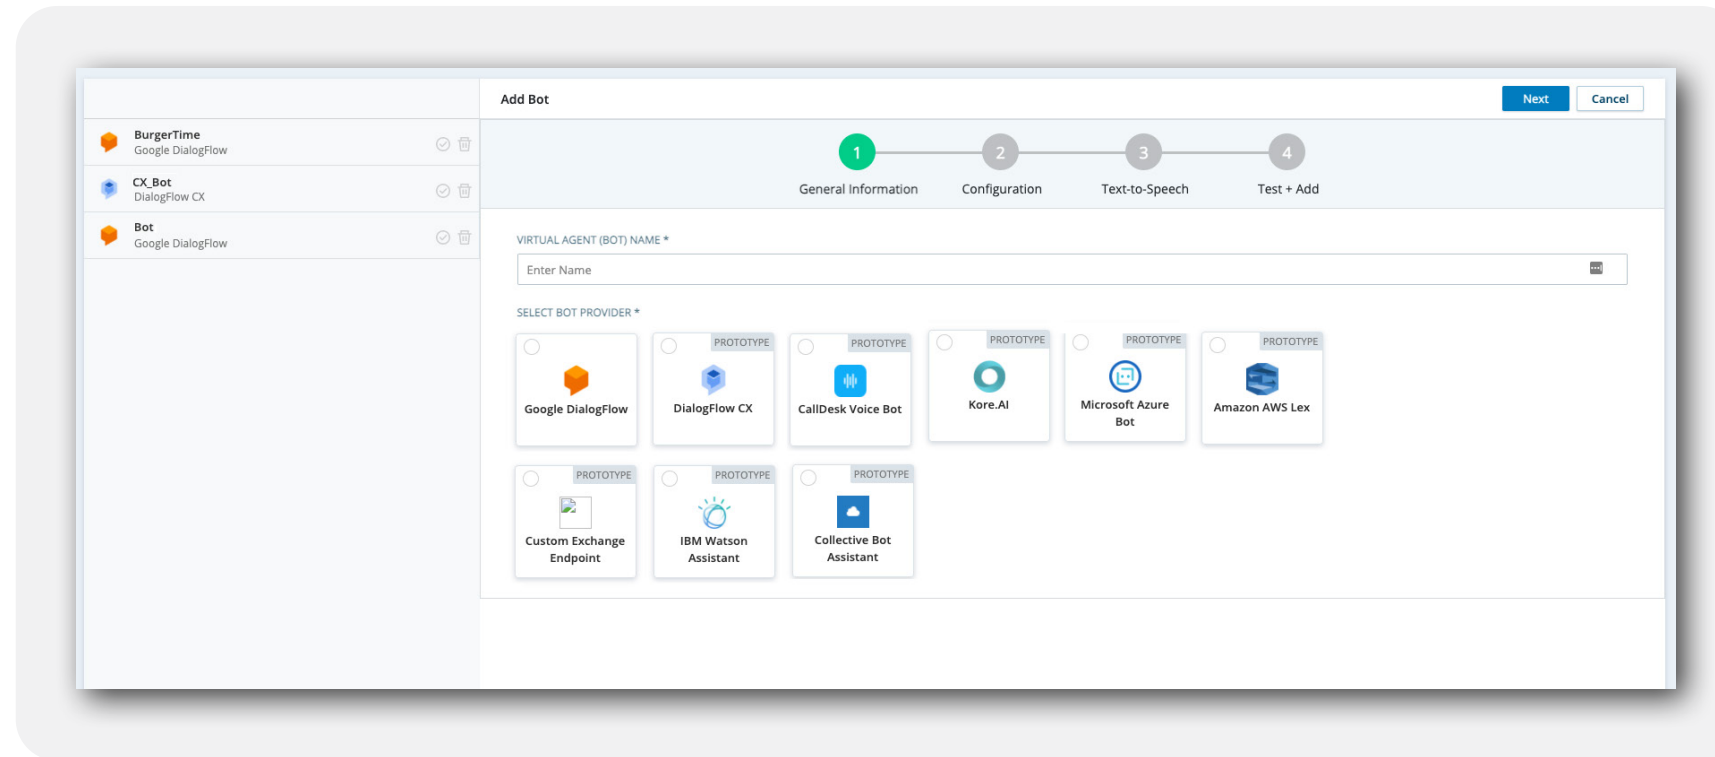 Add Bot
Next
Cancel
BurgerTime
Google DialogFlow
CX_Bot
DialogFlow CX
Bot
Google DialogFlow
1
2
3
4
General Information
Configuration
Text-to-Speech
Test + Add
VIRTUAL AGENT (BOT) NAME *
Enter Name
SELECT BOT PROVIDER *
Google DialogFlow
PROTOTYPE
DialogFlow CX
PROTOTYPE
CallDesk Voice Bot
PROTOTYPE
Kore.AI
PROTOTYPE
Microsoft Azure
Bot
PROTOTYPE
Amazon AWS Lex
PROTOTYPE
Custom Exchange
Endpoint
PROTOTYPE
IBM Watson
Assistant
PROTOTYPE
Collective Bot
Assistant